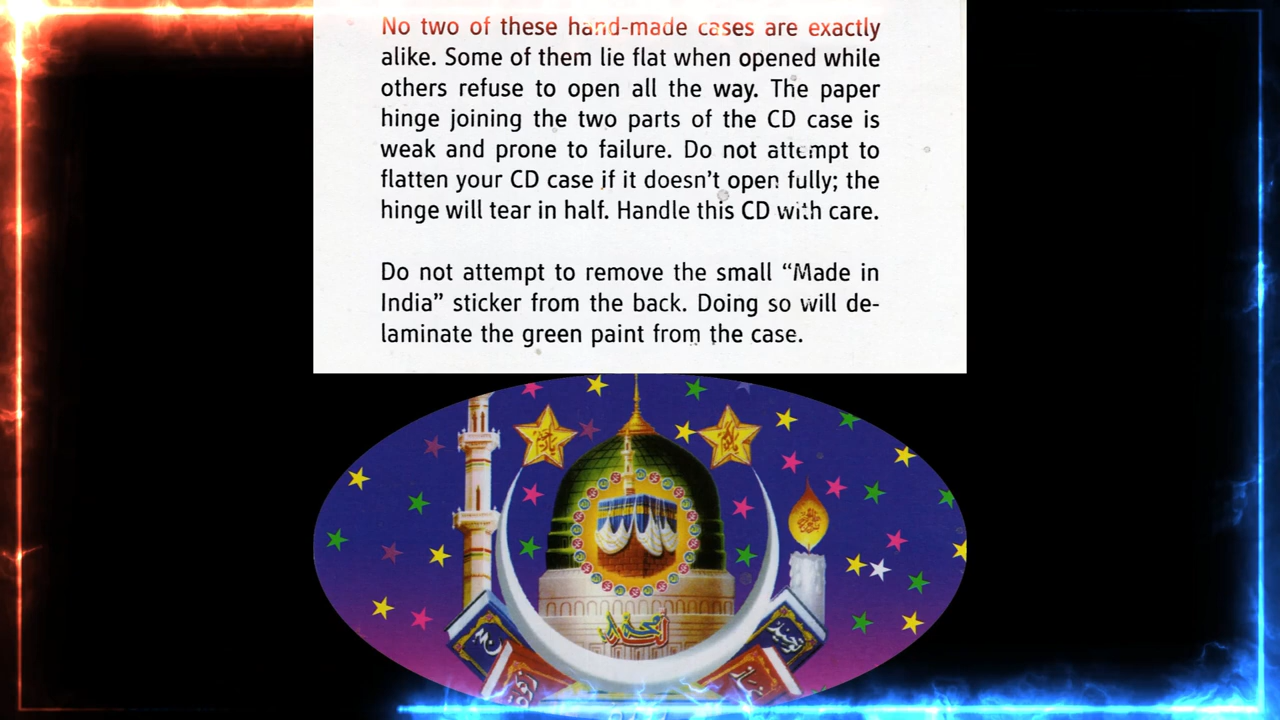 No two of these hand-made cases are exactly
alike. Some of them lie flat when opened while
others refuse to open all the way. The paper
hinge joining the two parts of the CD case is
weak and prone to failure. Do not attempt to
flatten your CD case if it doesn’t open fully; the
hinge will tear in half. Handle this CD with care.
Do not attempt to remove the small “Made in
India” sticker from the back. Doing so will de-
laminate the green paint from the case.
توحید
نماز